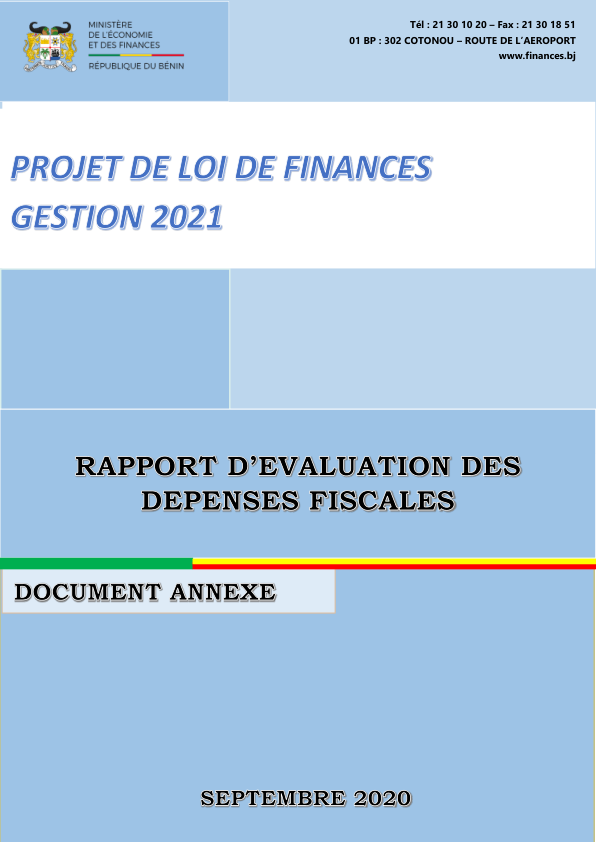 MINISTÈRE
DE L'ÉCONOMIE
ET DES FINANCES
RÉPUBLIQUE DU BÉNIN
Tél : 21 30 10 20 – Fax : 21 30 18 51
01 BP : 302 COTONOU – ROUTE DE L'AEROPORT
www.finances.bj
PROJET DE LOI DE FINANCES
GESTION 2021
RAPPORT D'EVALUATION DES
DEPENSES FISCALES
DOCUMENT ANNEXE
SEPTEMBRE 2020